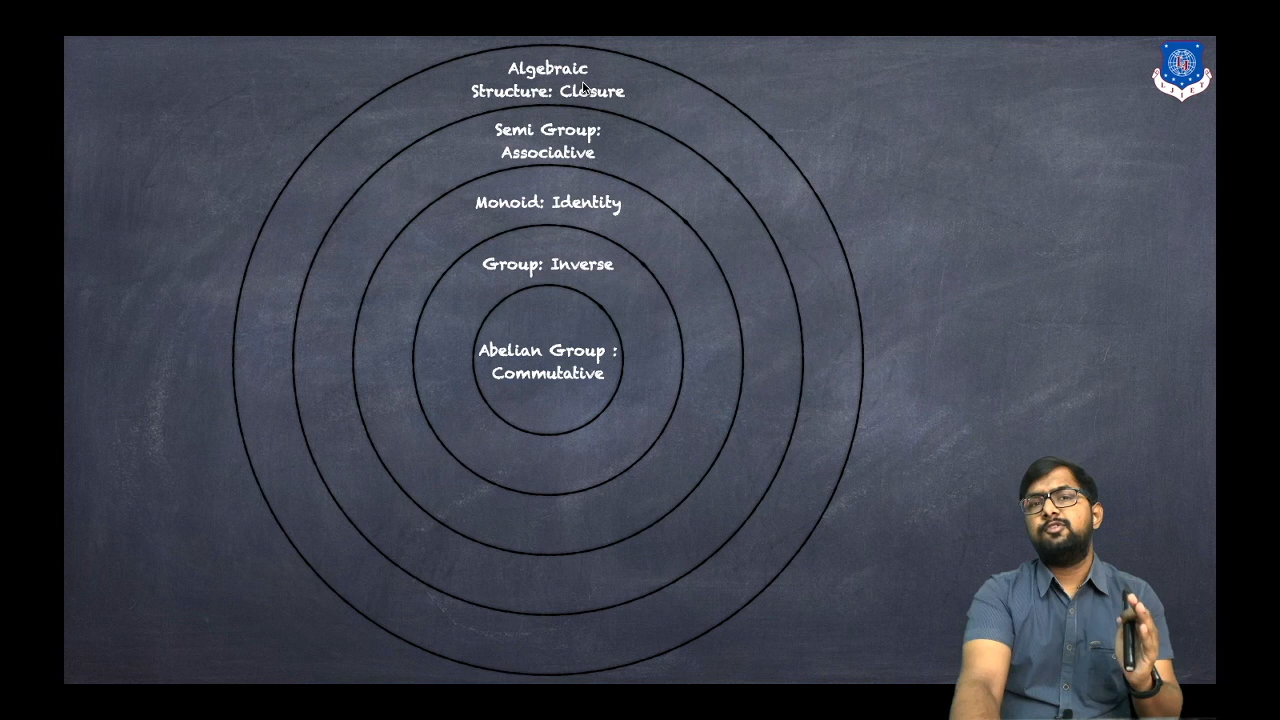 Algebraic
Structure: Closure
Semi Group:
Associative
Monoid: Identity
Group: Inverse
Abelian Group :
Commutative
L J I E T